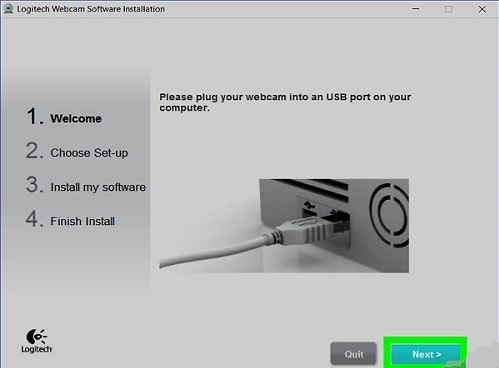 Logitech Webcam Software Installation
Please plug your webcam into an USB port on your
computer.
1. Welcome
2. Choose Set-up
3. Install my software
4. Finish Install
Logitech
Quit
Next >